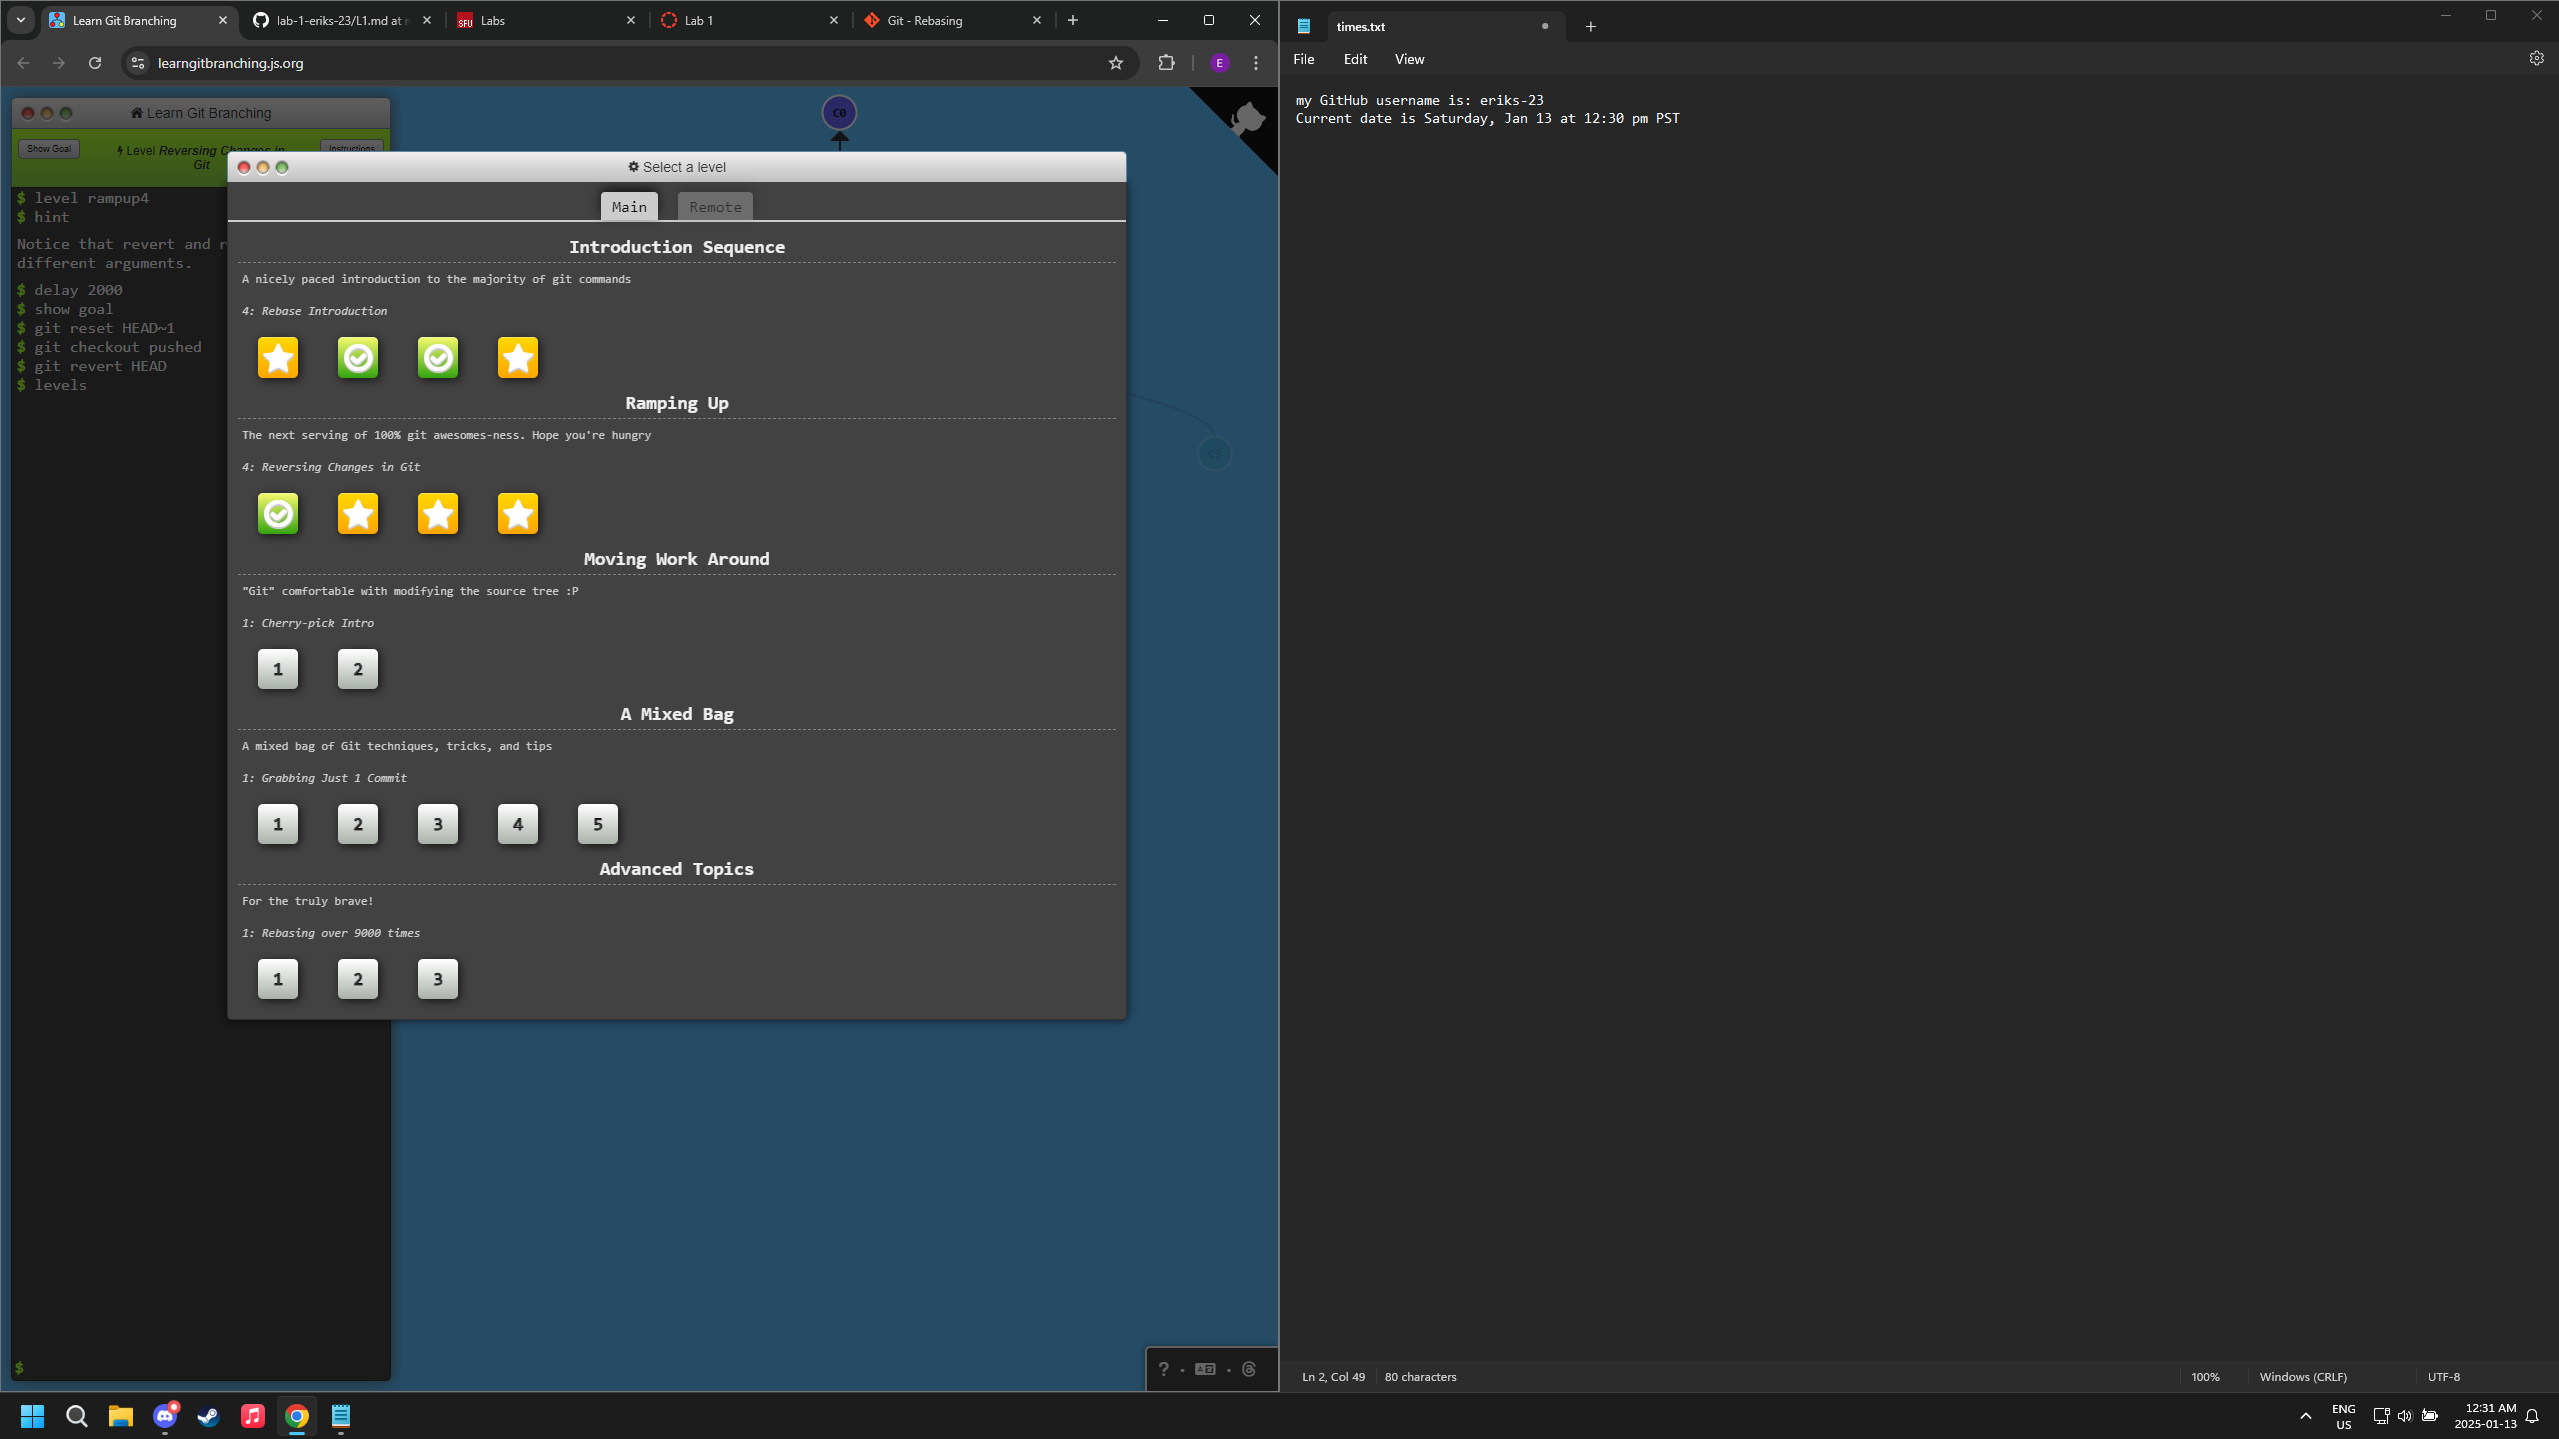 Learn Git Branching
lab-1-eriks-23/L1.md at
Labs
Lab 1
Git - Rebasing
learngitbranching.js.org
E
times.txt
File
Edit
View
my GitHub username is: eriks-23
Current date is Saturday, Jan 13 at 12:30 pm PST
Learn Git Branching
Show Goal
Level Reversing Changes in
Git
Instructions
$ level rampup4
$ hint
Notice that revert and
different arguments.
$ delay 2000
$ show goal
$ git reset HEAD~1
$ git checkout pushed
$ git revert HEAD
$ levels
$
C0
C3
Select a level
Main
Remote
Introduction Sequence
A nicely paced introduction to the majority of git commands
4: Rebase Introduction
Ramping Up
The next serving of 100% git awesomes-ness. Hope you're hungry
4: Reversing Changes in Git
Moving Work Around
"Git" comfortable with modifying the source tree :P
1: Cherry-pick Intro
1 2
A Mixed Bag
A mixed bag of Git techniques, tricks, and tips
1: Grabbing Just 1 Commit
1 2 3 4 5
Advanced Topics
For the truly brave!
1: Rebasing over 9000 times
1 2 3
Ln 2, Col 49
80 characters
100%
Windows (CRLF)
UTF-8
ENG
US
12:31 AM
2025-01-13